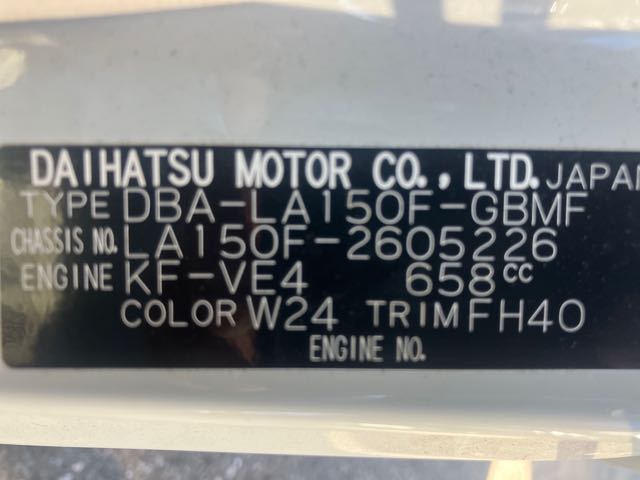 DAIHATSU MOTOR CO., LTD. JAPAN
TYPE DBA-LA150F-GBMF
CHASSIS NO. LA150F-2605226
ENGINE KF-VE4 658cc
COLOR W24 TRIM FH40
ENGINE NO.